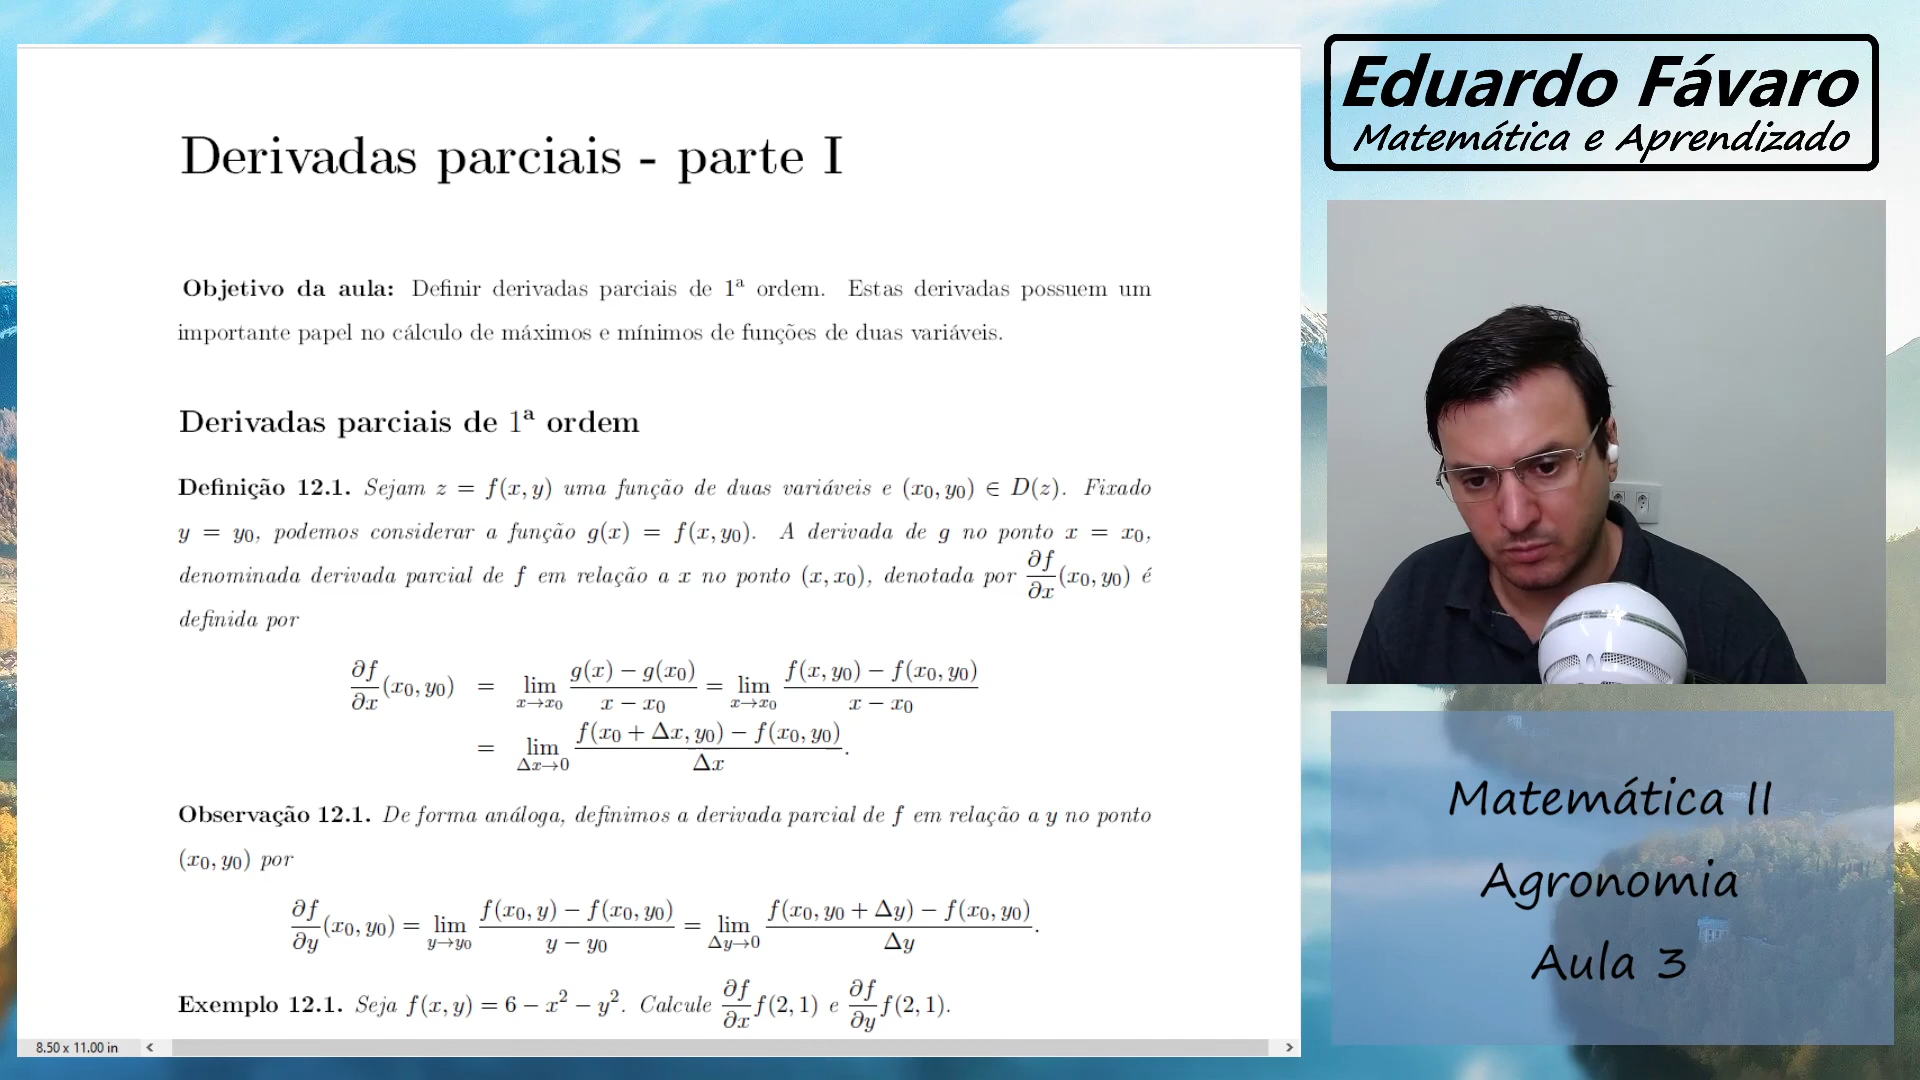 Derivadas parciais - parte I
Objetivo da aula: Definir derivadas parciais de 1ª ordem. Estas derivadas possuem um
importante papel no cálculo de máximos e mínimos de funções de duas variáveis.
Derivadas parciais de 1ª ordem
Definição 12.1. Sejam z = f(x, y) uma função de duas variáveis e (x₀, y₀) ∈ D(z). Fixado
y = y₀, podemos considerar a função g(x) = f(x, y₀). A derivada de g no ponto x = x₀,
denominada derivada parcial de f em relação a x no ponto (x, x₀), denotada por ∂f/∂x (x₀, y₀) é
definida por
∂f/∂x (x₀, y₀) = lim x→x₀ (g(x) − g(x₀))/(x − x₀) = lim x→x₀ (f(x, y₀) − f(x₀, y₀))/(x − x₀)
= lim Δx→0 (f(x₀ + Δx, y₀) − f(x₀, y₀))/Δx.
Observação 12.1. De forma análoga, definimos a derivada parcial de f em relação a y no ponto
(x₀, y₀) por
∂f/∂y (x₀, y₀) = lim y→y₀ (f(x₀, y) − f(x₀, y₀))/(y − y₀) = lim Δy→0 (f(x₀, y₀ + Δy) − f(x₀, y₀))/Δy.
Exemplo 12.1. Seja f(x, y) = 6 − x² − y². Calcule ∂f/∂x f(2, 1) e ∂f/∂y f(2, 1).
8.50 x 11.00 in
Eduardo Fávaro
Matemática e Aprendizado
Matemática II
Agronomia
Aula 3